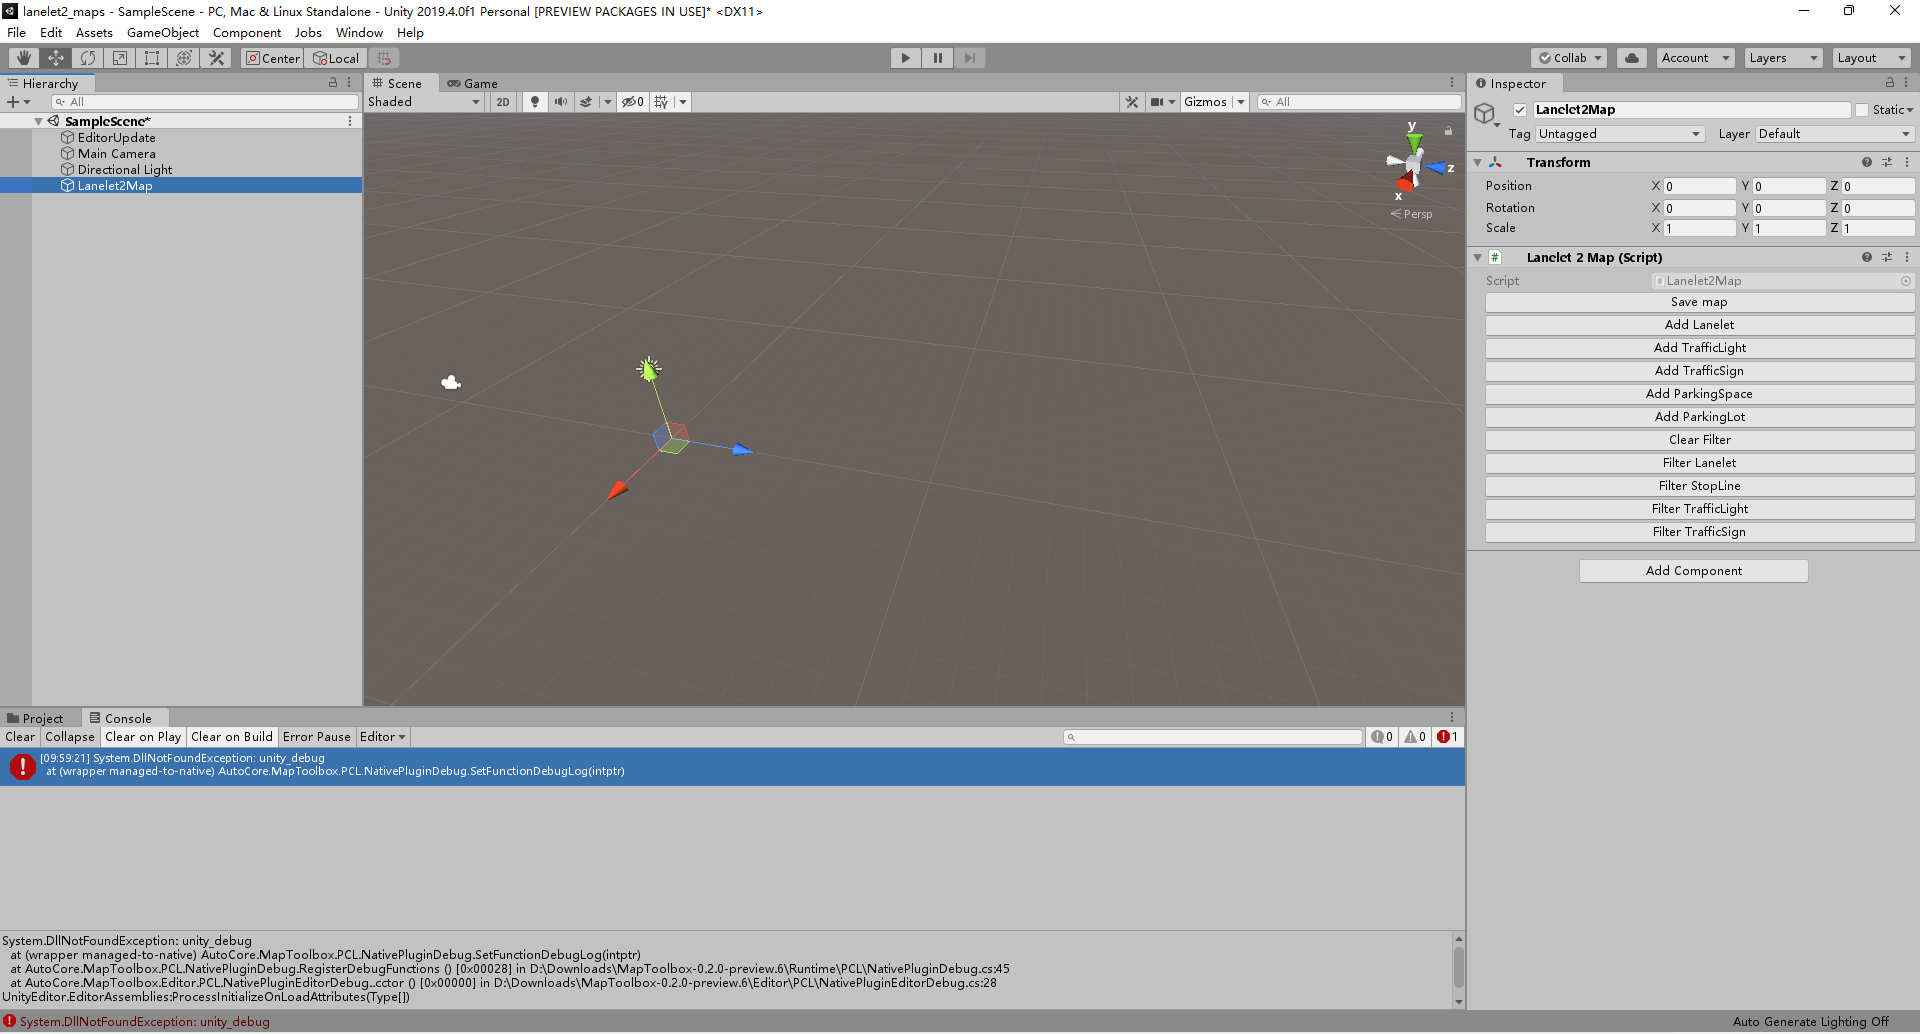 lanelet2_maps - SampleScene - PC, Mac & Linux Standalone - Unity 2019.4.0f1 Personal [PREVIEW PACKAGES IN USE]* <DX11>
File Edit Assets GameObject Component Jobs Window Help
Center Local Collab Account Layers Layout
Hierarchy
All
SampleScene*
EditorUpdate
Main Camera
Directional Light
Lanelet2Map
Scene Game
Shaded 2D 0 Gizmos All
y
z
x
Persp
Inspector
Lanelet2Map Static
Tag Untagged Layer Default
Transform
Position X 0 Y 0 Z 0
Rotation X 0 Y 0 Z 0
Scale X 1 Y 1 Z 1
# Lanelet 2 Map (Script)
Script Lanelet2Map
Save map
Add Lanelet
Add TrafficLight
Add TrafficSign
Add ParkingSpace
Add ParkingLot
Clear Filter
Filter Lanelet
Filter StopLine
Filter TrafficLight
Filter TrafficSign
Add Component
Project Console
Clear Collapse Clear on Play Clear on Build Error Pause Editor 0 0 1
[09:59:21] System.DllNotFoundException: unity_debug
at (wrapper managed-to-native) AutoCore.MapToolbox.PCL.NativePluginDebug.SetFunctionDebugLog(intptr)
System.DllNotFoundException: unity_debug
at (wrapper managed-to-native) AutoCore.MapToolbox.PCL.NativePluginDebug.SetFunctionDebugLog(intptr)
at AutoCore.MapToolbox.PCL.NativePluginDebug.RegisterDebugFunctions () [0x00028] in D:\Downloads\MapToolbox-0.2.0-preview.6\Runtime\PCL\NativePluginDebug.cs:45
at AutoCore.MapToolbox.Editor.PCL.NativePluginEditorDebug..cctor () [0x00000] in D:\Downloads\MapToolbox-0.2.0-preview.6\Editor\PCL\NativePluginEditorDebug.cs:28
UnityEditor.EditorAssemblies:ProcessInitializeOnLoadAttributes(Type[])
System.DllNotFoundException: unity_debug
Auto Generate Lighting Off